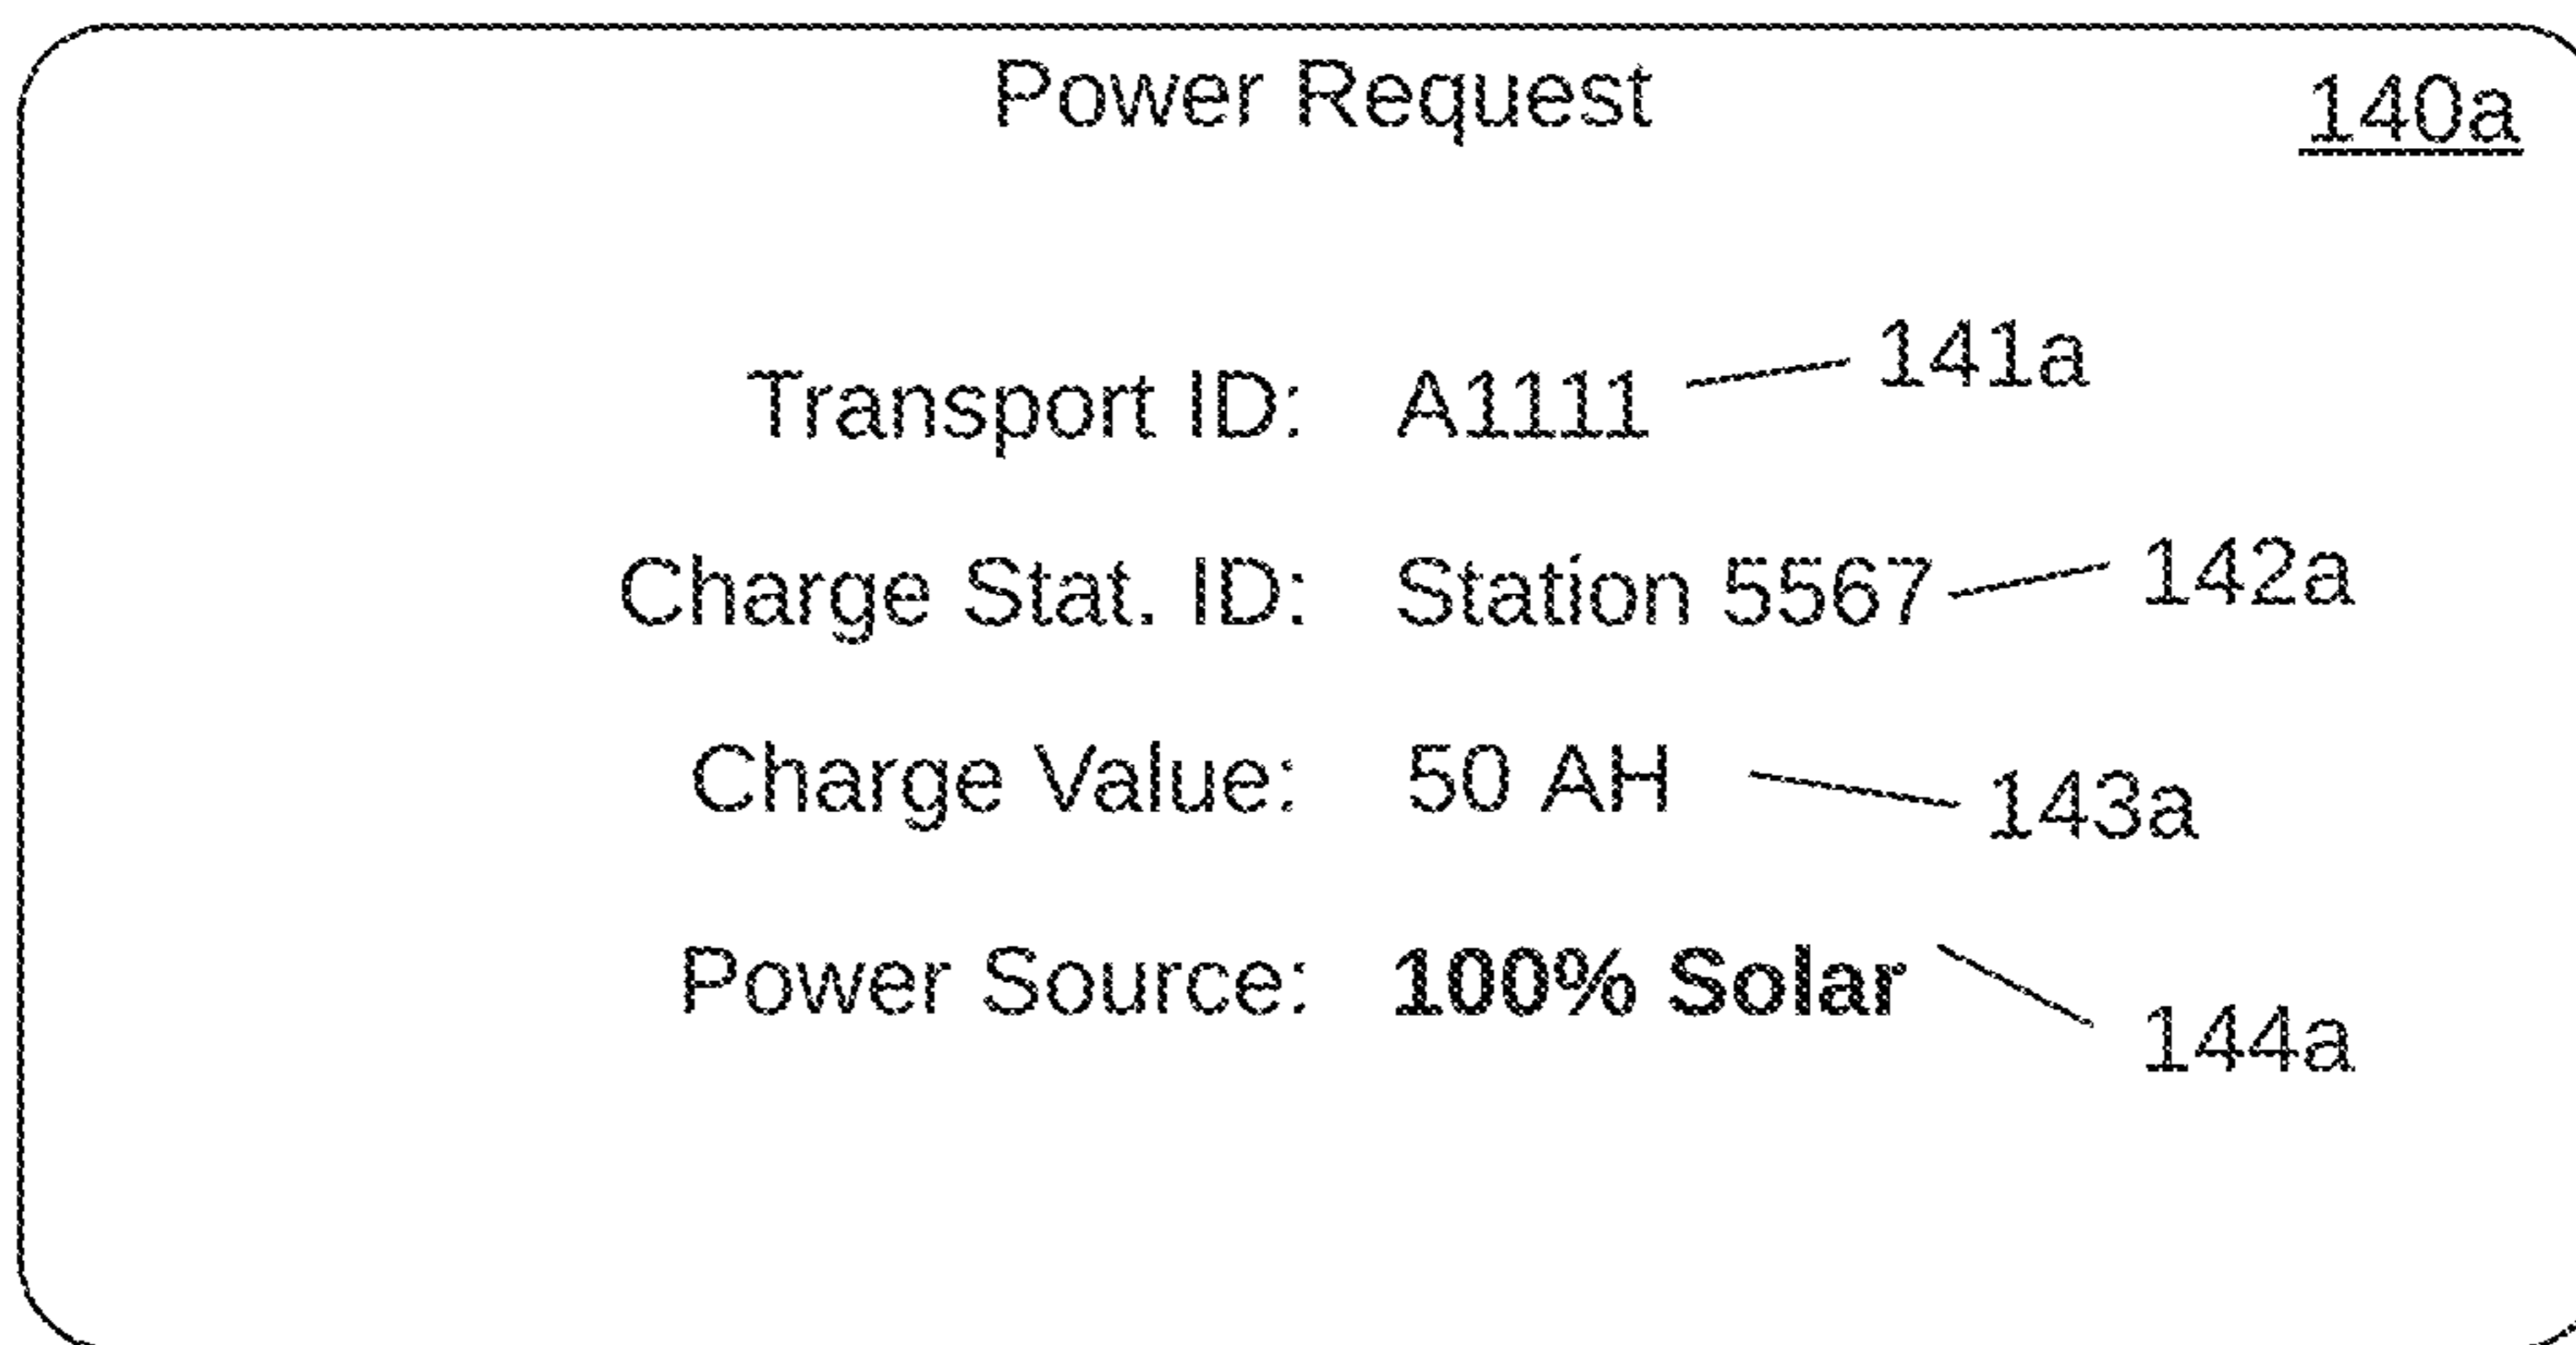 Power Request 140a
Transport ID: A1111 141a
Charge Stat. ID: Station 5567 142a
Charge Value: 50 AH 143a
Power Source: 100% Solar 144a